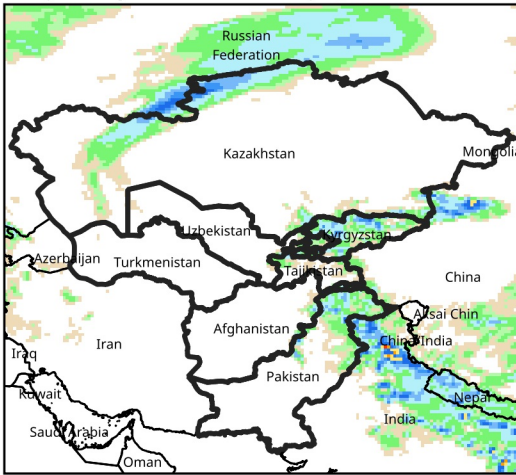 Russian
Federation
Kazakhstan
Mongolia
Uzbekistan
Kyrgyzstan
Azerbaijan
Turkmenistan
Tajikistan
China
Aksai Chin
Afghanistan
China/India
Iran
Iraq
Pakistan
Kuwait
Nepal
India
Saudi Arabia
Oman